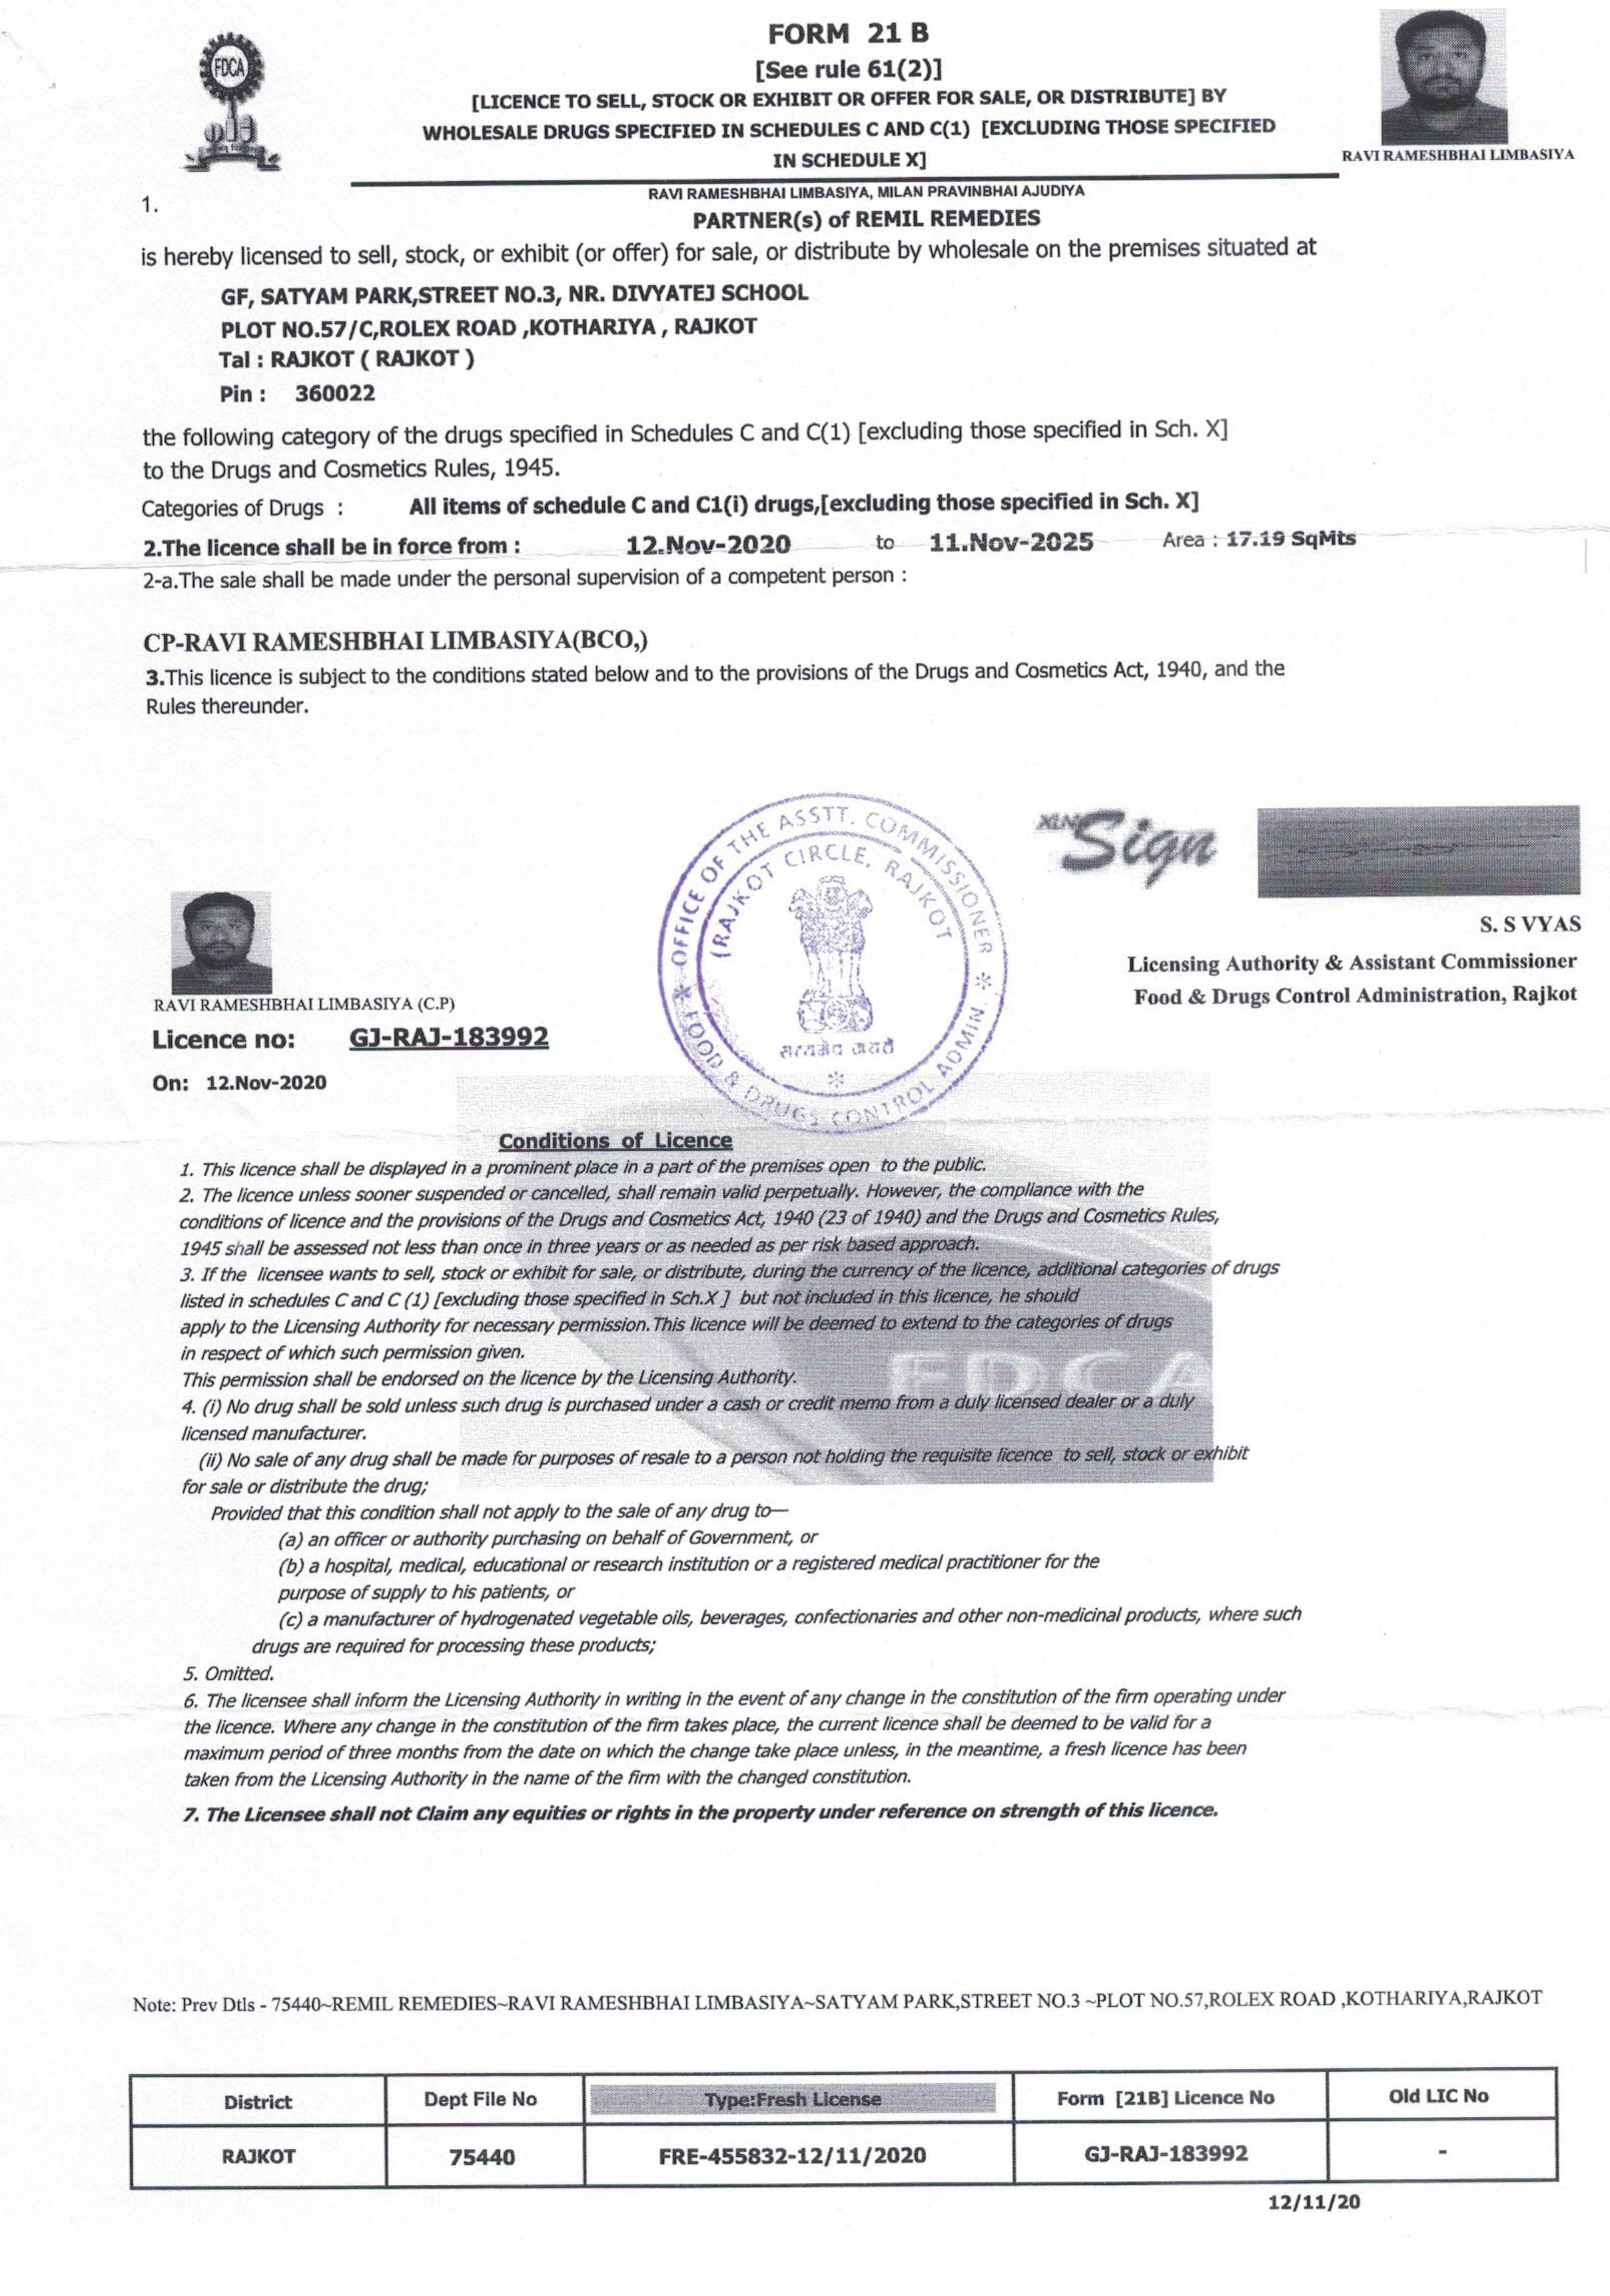 FDCA
FORM 21 B
[See rule 61(2)]
[LICENCE TO SELL, STOCK OR EXHIBIT OR OFFER FOR SALE, OR DISTRIBUTE] BY
WHOLESALE DRUGS SPECIFIED IN SCHEDULES C AND C(1) [EXCLUDING THOSE SPECIFIED
IN SCHEDULE X]
RAVI RAMESHBHAI LIMBASIYA
RAVI RAMESHBHAI LIMBASIYA, MILAN PRAVINBHAI AJUDIYA
1.
PARTNER(s) of REMIL REMEDIES
is hereby licensed to sell, stock, or exhibit (or offer) for sale, or distribute by wholesale on the premises situated at
GF, SATYAM PARK,STREET NO.3, NR. DIVYATEJ SCHOOL
PLOT NO.57/C,ROLEX ROAD ,KOTHARIYA , RAJKOT
Tal : RAJKOT ( RAJKOT )
Pin : 360022
the following category of the drugs specified in Schedules C and C(1) [excluding those specified in Sch. X]
to the Drugs and Cosmetics Rules, 1945.
Categories of Drugs : All items of schedule C and C1(i) drugs,[excluding those specified in Sch. X]
2.The licence shall be in force from : 12.Nov-2020 to 11.Nov-2025 Area : 17.19 SqMts
2-a.The sale shall be made under the personal supervision of a competent person :
CP-RAVI RAMESHBHAI LIMBASIYA(BCO,)
3.This licence is subject to the conditions stated below and to the provisions of the Drugs and Cosmetics Act, 1940, and the
Rules thereunder.
OFFICE OF THE ASSTT. COMMISSIONER
(RAJKOT CIRCLE, RAJKOT
सत्यमेव जयते
FOOD & DRUGS CONTROL ADMIN.
Sign
S. S VYAS
Licensing Authority & Assistant Commissioner
Food & Drugs Control Administration, Rajkot
RAVI RAMESHBHAI LIMBASIYA (C.P)
Licence no: GJ-RAJ-183992
On: 12.Nov-2020
Conditions of Licence
1. This licence shall be displayed in a prominent place in a part of the premises open to the public.
2. The licence unless sooner suspended or cancelled, shall remain valid perpetually. However, the compliance with the
conditions of licence and the provisions of the Drugs and Cosmetics Act, 1940 (23 of 1940) and the Drugs and Cosmetics Rules,
1945 shall be assessed not less than once in three years or as needed as per risk based approach.
3. If the licensee wants to sell, stock or exhibit for sale, or distribute, during the currency of the licence, additional categories of drugs
listed in schedules C and C (1) [excluding those specified in Sch.X ] but not included in this licence, he should
apply to the Licensing Authority for necessary permission.This licence will be deemed to extend to the categories of drugs
in respect of which such permission given.
This permission shall be endorsed on the licence by the Licensing Authority.
FDCA
4. (i) No drug shall be sold unless such drug is purchased under a cash or credit memo from a duly licensed dealer or a duly
licensed manufacturer.
(ii) No sale of any drug shall be made for purposes of resale to a person not holding the requisite licence to sell, stock or exhibit
for sale or distribute the drug;
Provided that this condition shall not apply to the sale of any drug to—
(a) an officer or authority purchasing on behalf of Government, or
(b) a hospital, medical, educational or research institution or a registered medical practitioner for the
purpose of supply to his patients, or
(c) a manufacturer of hydrogenated vegetable oils, beverages, confectionaries and other non-medicinal products, where such
drugs are required for processing these products;
5. Omitted.
6. The licensee shall inform the Licensing Authority in writing in the event of any change in the constitution of the firm operating under
the licence. Where any change in the constitution of the firm takes place, the current licence shall be deemed to be valid for a
maximum period of three months from the date on which the change take place unless, in the meantime, a fresh licence has been
taken from the Licensing Authority in the name of the firm with the changed constitution.
7. The Licensee shall not Claim any equities or rights in the property under reference on strength of this licence.
Note: Prev Dtls - 75440~REMIL REMEDIES~RAVI RAMESHBHAI LIMBASIYA~SATYAM PARK,STREET NO.3 ~PLOT NO.57,ROLEX ROAD ,KOTHARIYA,RAJKOT
District Dept File No Type:Fresh License Form [21B] Licence No Old LIC No
RAJKOT 75440 FRE-455832-12/11/2020 GJ-RAJ-183992 -
12/11/20